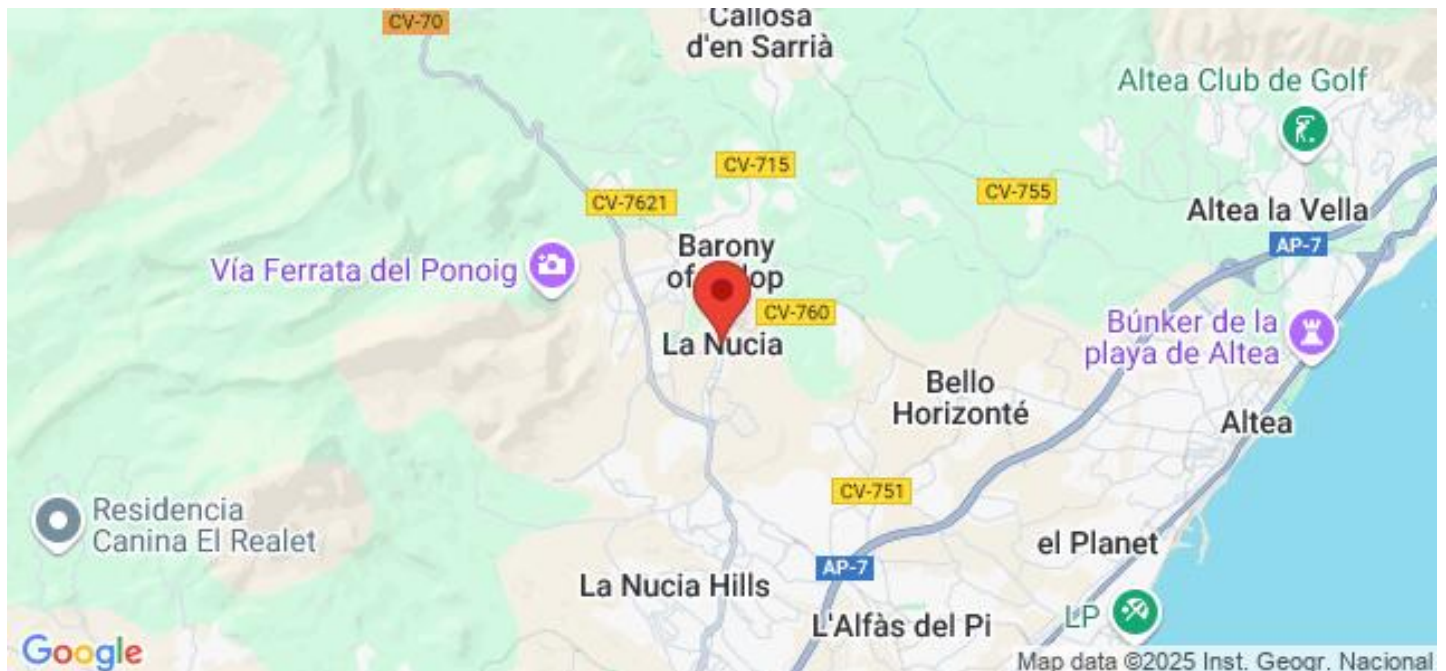 CV-70
Callosa
d'en Sarrià
Altea Club de Golf
CV-715
CV-755
CV-7621
Altea la Vella
AP-7
Barony
of
Vía Ferrata del Ponoig
CV-760
La Nucia
Búnker de la
playa de Altea
Bello
Horizonté
Altea
CV-751
Residencia
Canina El Realet
el Planet
AP-7
La Nucia Hills
L'Alfàs del Pi
LP
Google
Map data ©2025 Inst. Geogr. Nacional